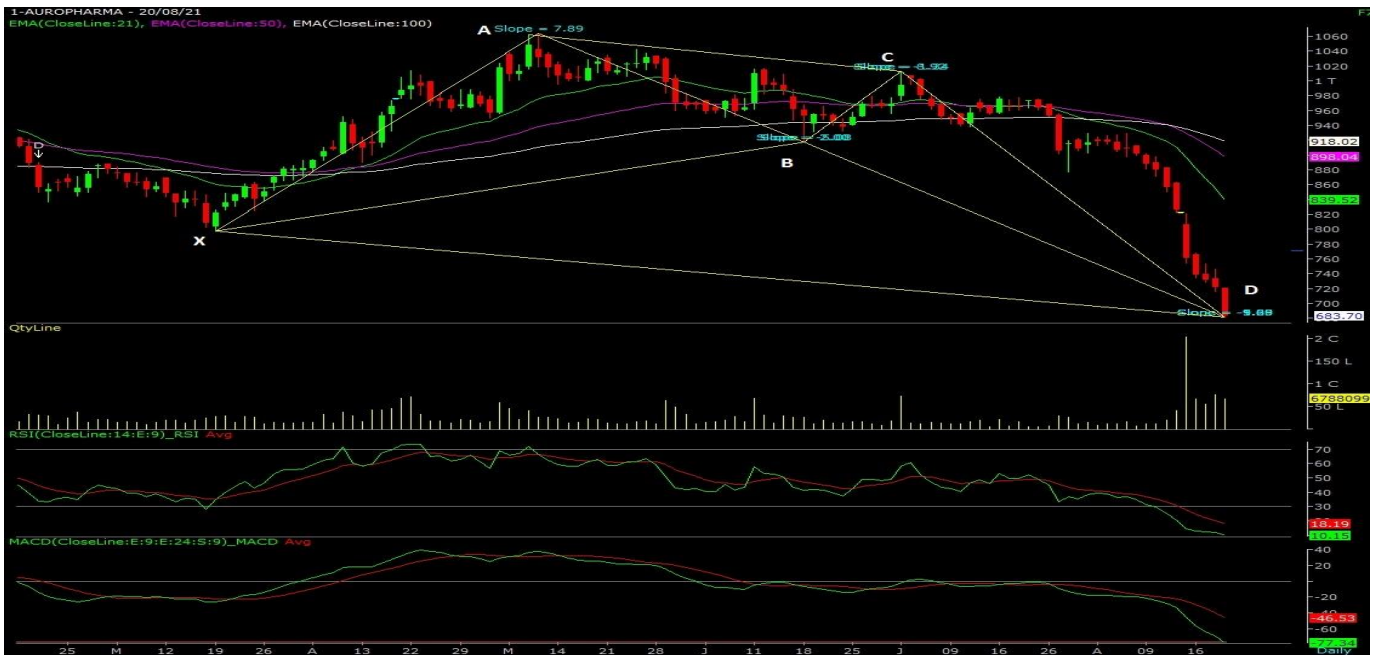 1-AUROPHARMA - 20/08/21
EMA(CloseLine:21), EMA(CloseLine:50), EMA(CloseLine:100)
A Slope = 7.89
C
D
B
X
D
1060
1040
1020
1 T
980
960
940
918.02
898.04
880
860
839.52
820
800
780
760
740
720
700
683.70
QtyLine
2 C
150 L
1 C
6788099
50 L
RSI(CloseLine:14:E:9)_RSI Avg
70
60
50
40
30
18.19
10.15
MACD(CloseLine:E:9:E:24:S:9)_MACD Avg
40
20
-20
-40
-46.53
-60
-77.34
25 M 12 19 26 A 13 22 29 M 14 21 28 J 11 18 25 J 09 16 26 A 09 16 Daily